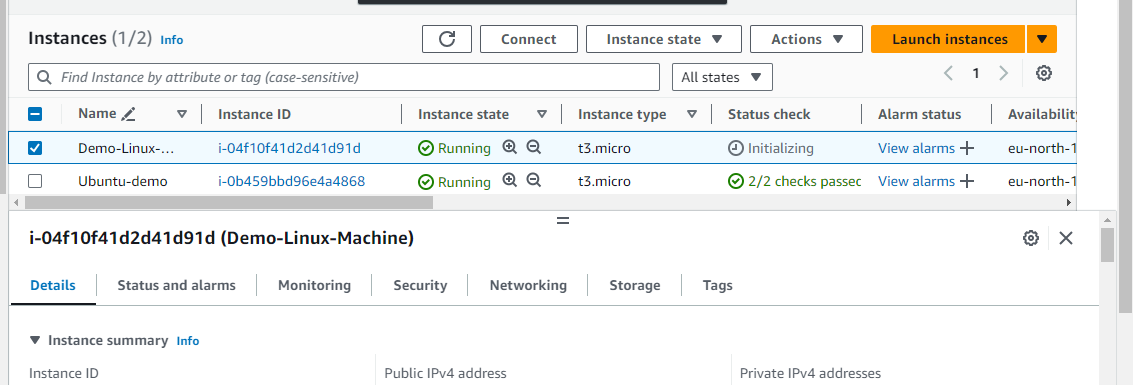 Instances (1/2) Info Connect Instance state Actions Launch instances
Find Instance by attribute or tag (case-sensitive) All states 1
Name Instance ID Instance state Instance type Status check Alarm status Availability
Demo-Linux-... i-04f10f41d2d41d91d Running t3.micro Initializing View alarms + eu-north-1
Ubuntu-demo i-0b459bbd96e4a4868 Running t3.micro 2/2 checks passed View alarms + eu-north-1
i-04f10f41d2d41d91d (Demo-Linux-Machine)
Details Status and alarms Monitoring Security Networking Storage Tags
Instance summary Info
Instance ID Public IPv4 address Private IPv4 addresses